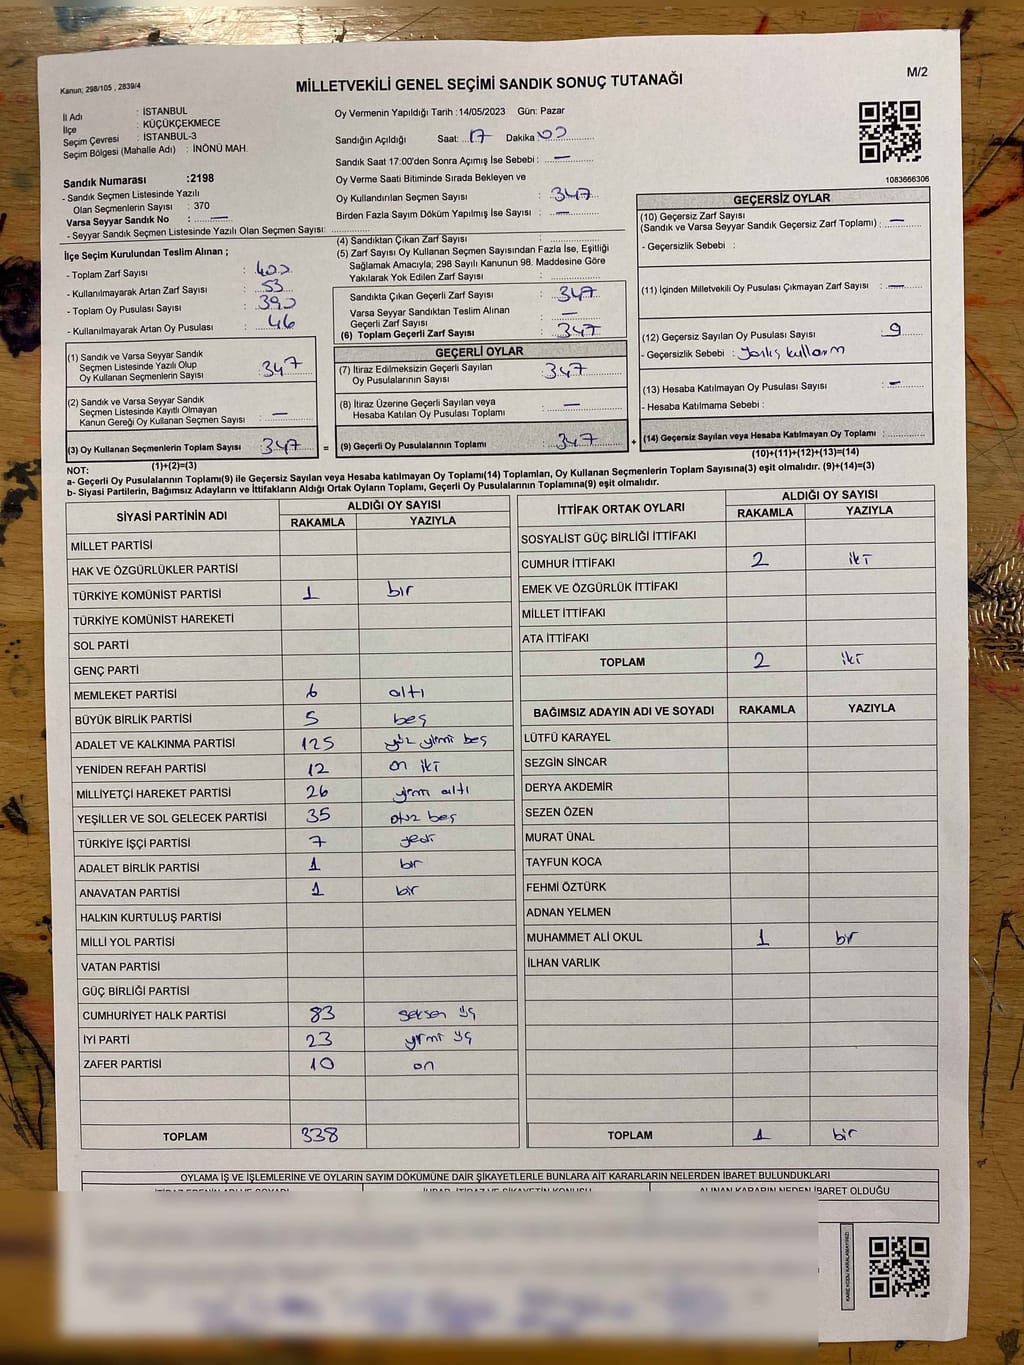 Kanun; 298/105 , 2839/4
MİLLETVEKİLİ GENEL SEÇİMİ SANDIK SONUÇ TUTANAĞI
M/2
İl Adı : İSTANBUL
İlçe : KÜÇÜKÇEKMECE
Seçim Çevresi : İSTANBUL-3
Seçim Bölgesi (Mahalle Adı) : İNÖNÜ MAH.
Oy Vermenin Yapıldığı Tarih :14/05/2023 Gün: Pazar
Sandığın Açıldığı Saat: 17 Dakika 00
Sandık Saat 17:00'den Sonra Açımış İse Sebebi : —
Sandık Numarası :2198
- Sandık Seçmen Listesinde Yazılı
Olan Seçmenlerin Sayısı : 370
Varsa Seyyar Sandık No : —
- Seyyar Sandık Seçmen Listesinde Yazılı Olan Seçmen Sayısı:
Oy Verme Saati Bitiminde Sırada Bekleyen ve
Oy Kullandırılan Seçmen Sayısı : 347
Birden Fazla Sayım Döküm Yapılmış İse Sayısı : —
1083666306
İlçe Seçim Kurulundan Teslim Alınan ;
- Toplam Zarf Sayısı : 400
- Kullanılmayarak Artan Zarf Sayısı : 53
- Toplam Oy Pusulası Sayısı : 390
- Kullanılmayarak Artan Oy Pusulası : 46
(4) Sandıktan Çıkan Zarf Sayısı :
(5) Zarf Sayısı Oy Kullanan Seçmen Sayısından Fazla İse, Eşitliği
Sağlamak Amacıyla; 298 Sayılı Kanunun 98. Maddesine Göre
Yakılarak Yok Edilen Zarf Sayısı :
Sandıkta Çıkan Geçerli Zarf Sayısı : 347
Varsa Seyyar Sandıktan Teslim Alınan
Geçerli Zarf Sayısı : —
(6) Toplam Geçerli Zarf Sayısı : 347
GEÇERSİZ OYLAR
(10) Geçersiz Zarf Sayısı
(Sandık ve Varsa Seyyar Sandık Geçersiz Zarf Toplamı) : —
- Geçersizlik Sebebi :
(11) İçinden Milletvekili Oy Pusulası Çıkmayan Zarf Sayısı : —
(12) Geçersiz Sayılan Oy Pusulası Sayısı : 9
- Geçersizlik Sebebi :
(13) Hesaba Katılmayan Oy Pusulası Sayısı : —
- Hesaba Katılmama Sebebi :
(14) Geçersiz Sayılan veya Hesaba Katılmayan Oy Toplamı :
(10)+(11)+(12)+(13)=(14)
(1) Sandık ve Varsa Seyyar Sandık
Seçmen Listesinde Yazılı Olup
Oy Kullanan Seçmenlerin Sayısı : 347
(2) Sandık ve Varsa Seyyar Sandık
Seçmen Listesinde Kayıtlı Olmayan
Kanun Gereği Oy Kullanan Seçmen Sayısı : —
(3) Oy Kullanan Seçmenlerin Toplam Sayısı : 347 =
(1)+(2)=(3)
GEÇERLİ OYLAR
(7) İtiraz Edilmeksizin Geçerli Sayılan
Oy Pusulalarının Sayısı : 347
(8) İtiraz Üzerine Geçerli Sayılan veya
Hesaba Katılan Oy Pusulası Toplamı : —
(9) Geçerli Oy Pusulalarının Toplamı : 347 +
NOT:
a- Geçerli Oy Pusulalarının Toplamı(9) ile Geçersiz Sayılan veya Hesaba katılmayan Oy Toplamı(14) Toplamları, Oy Kullanan Seçmenlerin Toplam Sayısına(3) eşit olmalıdır. (9)+(14)=(3)
b- Siyasi Partilerin, Bağımsız Adayların ve İttifakların Aldığı Ortak Oyların Toplamı, Geçerli Oy Pusulalarının Toplamına(9) eşit olmalıdır.
SİYASİ PARTİNİN ADI ALDIĞI OY SAYISI
RAKAMLA YAZIYLA
MİLLET PARTİSİ
HAK VE ÖZGÜRLÜKLER PARTİSİ
TÜRKİYE KOMÜNİST PARTİSİ 1 bir
TÜRKİYE KOMÜNİST HAREKETİ
SOL PARTİ
GENÇ PARTİ
MEMLEKET PARTİSİ 6 altı
BÜYÜK BİRLİK PARTİSİ 5 beş
ADALET VE KALKINMA PARTİSİ 125 yüz yirmi beş
YENİDEN REFAH PARTİSİ 12 on iki
MİLLİYETÇİ HAREKET PARTİSİ 26 yirmi altı
YEŞİLLER VE SOL GELECEK PARTİSİ 35 otuz beş
TÜRKİYE İŞÇİ PARTİSİ 7 yedi
ADALET BİRLİK PARTİSİ 1 bir
ANAVATAN PARTİSİ 1 bir
HALKIN KURTULUŞ PARTİSİ
MİLLİ YOL PARTİSİ
VATAN PARTİSİ
GÜÇ BİRLİĞİ PARTİSİ
CUMHURİYET HALK PARTİSİ 83 seksen üç
İYİ PARTİ 23 yirmi üç
ZAFER PARTİSİ 10 on
TOPLAM 338
İTTİFAK ORTAK OYLARI ALDIĞI OY SAYISI
RAKAMLA YAZIYLA
SOSYALİST GÜÇ BİRLİĞİ İTTİFAKI
CUMHUR İTTİFAKI 2 iki
EMEK VE ÖZGÜRLÜK İTTİFAKI
MİLLET İTTİFAKI
ATA İTTİFAKI
TOPLAM 2 iki
BAĞIMSIZ ADAYIN ADI VE SOYADI RAKAMLA YAZIYLA
LÜTFÜ KARAYEL
SEZGİN SİNCAR
DERYA AKDEMİR
SEZEN ÖZEN
MURAT ÜNAL
TAYFUN KOCA
FEHMİ ÖZTÜRK
ADNAN YELMEN
MUHAMMET ALİ OKUL 1 bir
İLHAN VARLIK
TOPLAM 1 bir
OYLAMA İŞ VE İŞLEMLERİNE VE OYLARIN SAYIM DÖKÜMÜNE DAİR ŞİKAYETLERLE BUNLARA AİT KARARLARIN NELERDEN İBARET BULUNDUKLARI
ALINAN KARARIN NEDEN İBARET OLDUĞU
KARE KODU KARALAMAYINIZ!